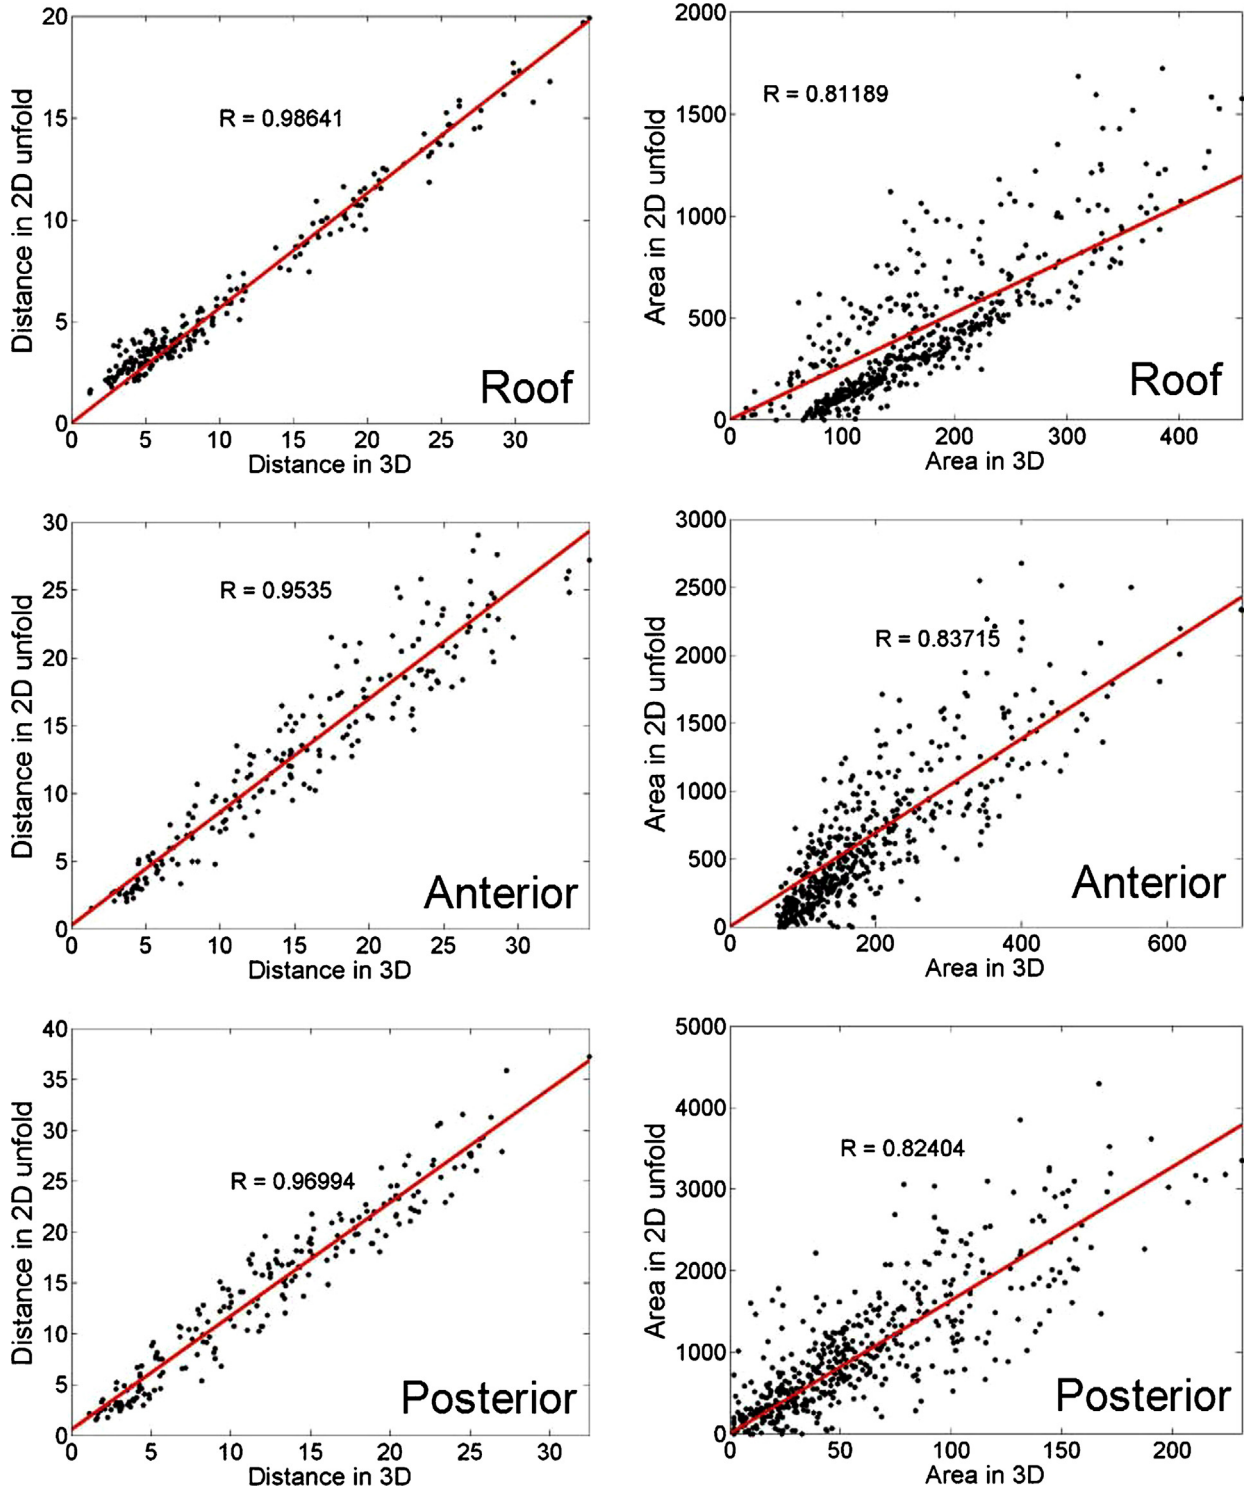 20
15
10
5
0
0 5 10 15 20 25 30
Distance in 2D unfold
Distance in 3D
R = 0.98641
Roof
2000
1500
1000
500
0
0 100 200 300 400
Area in 2D unfold
Area in 3D
R = 0.81189
Roof
30
25
20
15
10
5
0
0 5 10 15 20 25 30
Distance in 2D unfold
Distance in 3D
R = 0.9535
Anterior
3000
2500
2000
1500
1000
500
0
0 200 400 600
Area in 2D unfold
Area in 3D
R = 0.83715
Anterior
40
35
30
25
20
15
10
5
0
0 5 10 15 20 25 30
Distance in 2D unfold
Distance in 3D
R = 0.96994
Posterior
5000
4000
3000
2000
1000
0
0 50 100 150 200
Area in 2D unfold
Area in 3D
R = 0.82404
Posterior